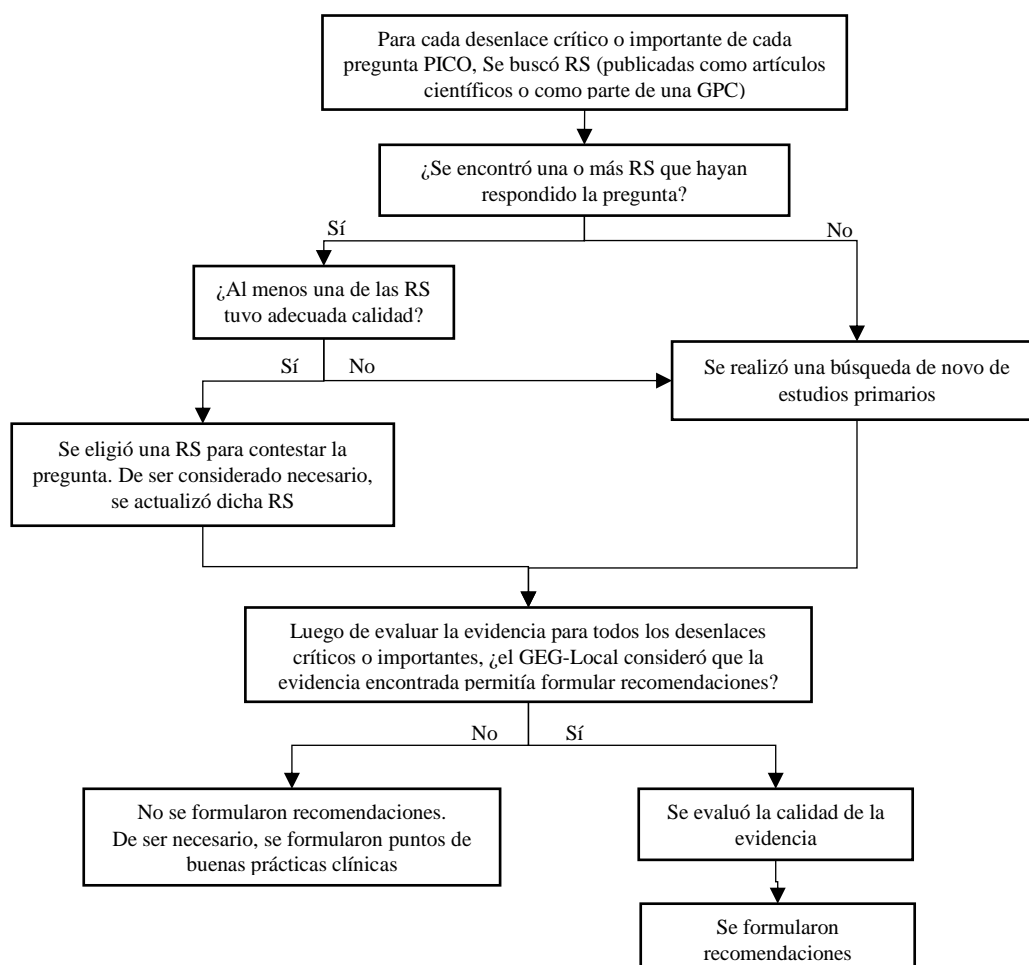 Para cada desenlace crítico o importante de cada
pregunta PICO, Se buscó RS (publicadas como artículos
científicos o como parte de una GPC)
¿Se encontró una o más RS que hayan
respondido la pregunta?
Sí
No
¿Al menos una de las RS
tuvo adecuada calidad?
Sí
No
Se realizó una búsqueda de novo de
estudios primarios
Se eligió una RS para contestar la
pregunta. De ser considerado necesario,
se actualizó dicha RS
Luego de evaluar la evidencia para todos los desenlaces
críticos o importantes, ¿el GEG-Local consideró que la
evidencia encontrada permitía formular recomendaciones?
No
Sí
No se formularon recomendaciones.
De ser necesario, se formularon puntos de
buenas prácticas clínicas
Se evaluó la calidad de la
evidencia
Se formularon
recomendaciones